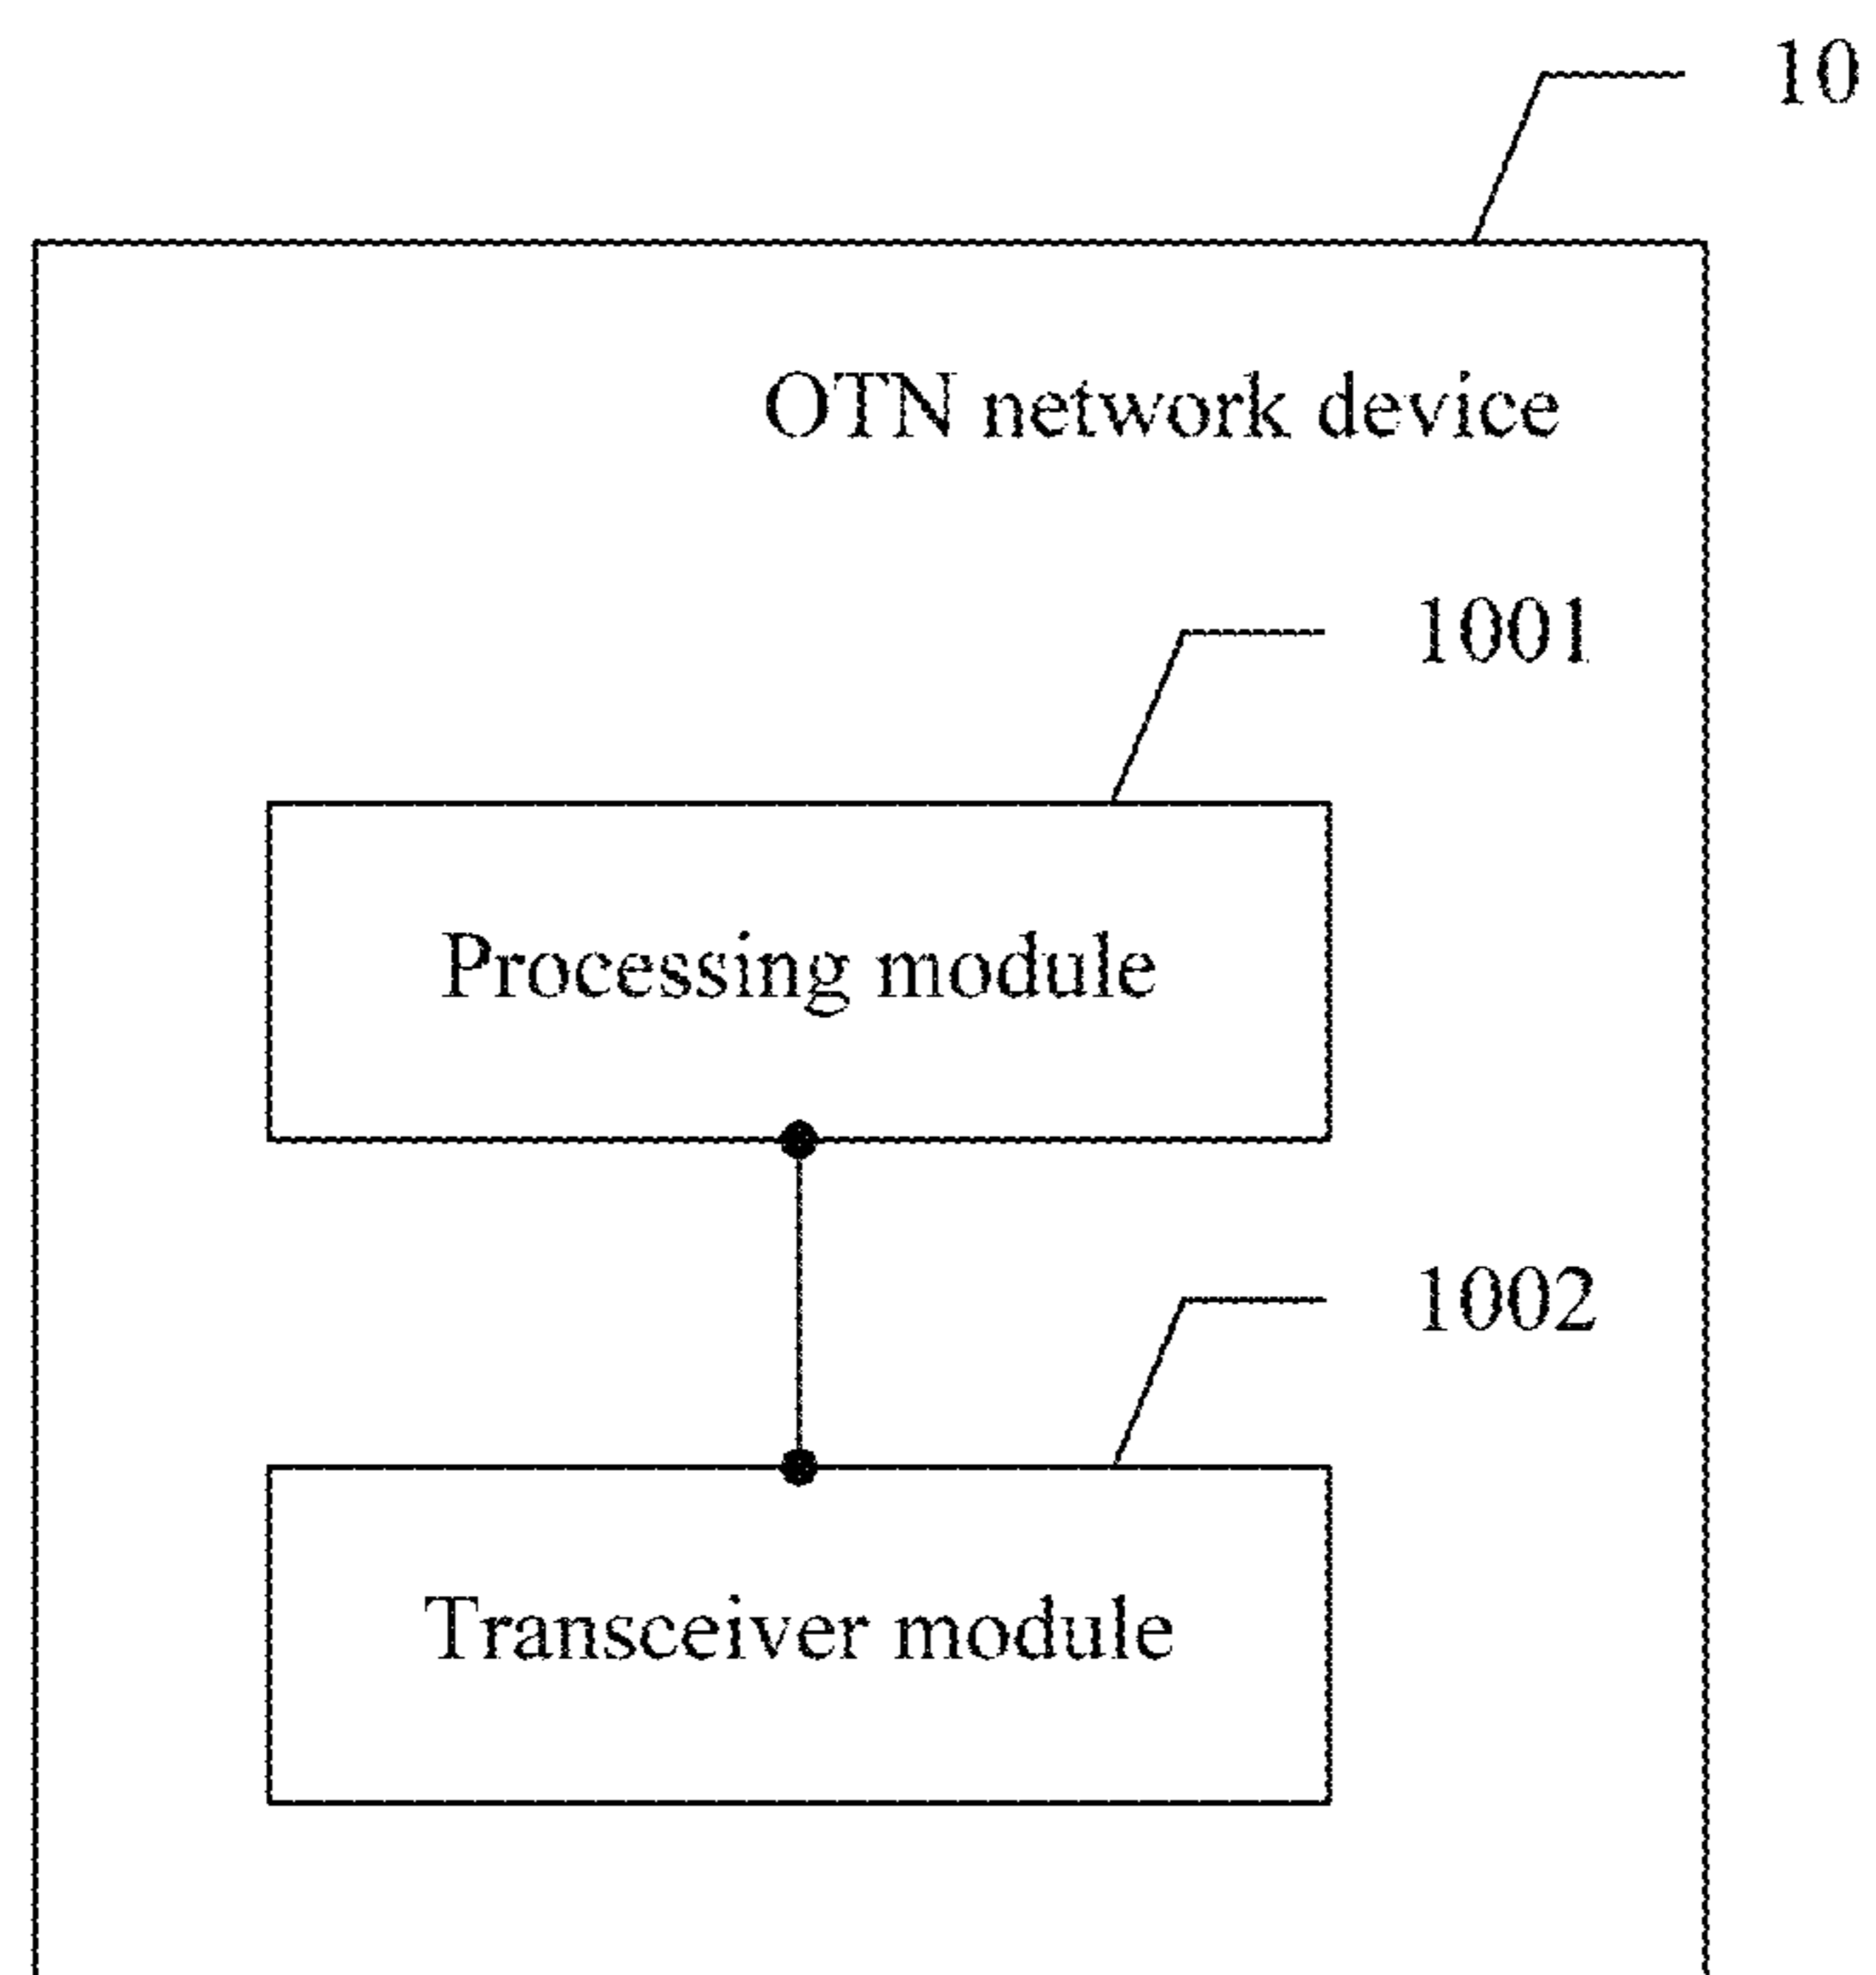 10
OTN network device
1001
Processing module
1002
Transceiver module